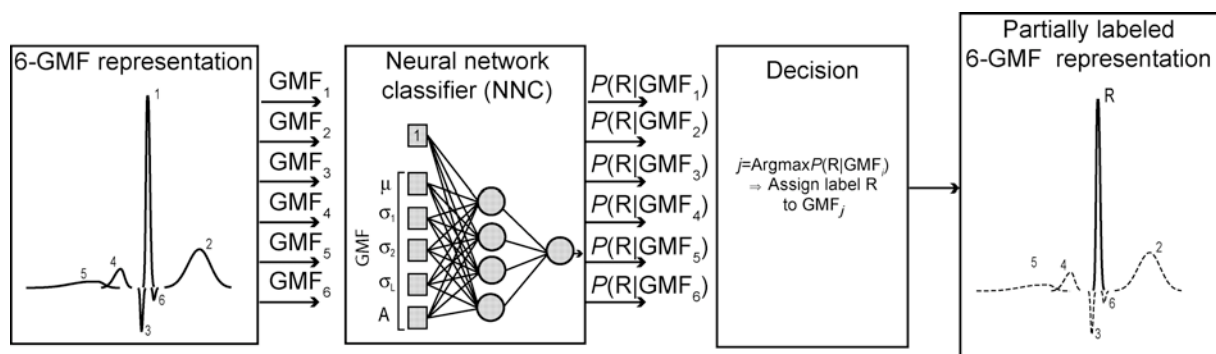 6-GMF representation
1
2
3
4
5
6
GMF₁
GMF₂
GMF₃
GMF₄
GMF₅
GMF₆
Neural network
classifier (NNC)
1
GMF
μ
σ₁
σ₂
σ_L
A
P(R|GMF₁)
P(R|GMF₂)
P(R|GMF₃)
P(R|GMF₄)
P(R|GMF₅)
P(R|GMF₆)
Decision
j=ArgmaxP(R|GMFᵢ)
⇒ Assign label R
to GMFⱼ
Partially labeled
6-GMF representation
R
2
5
4
6
3